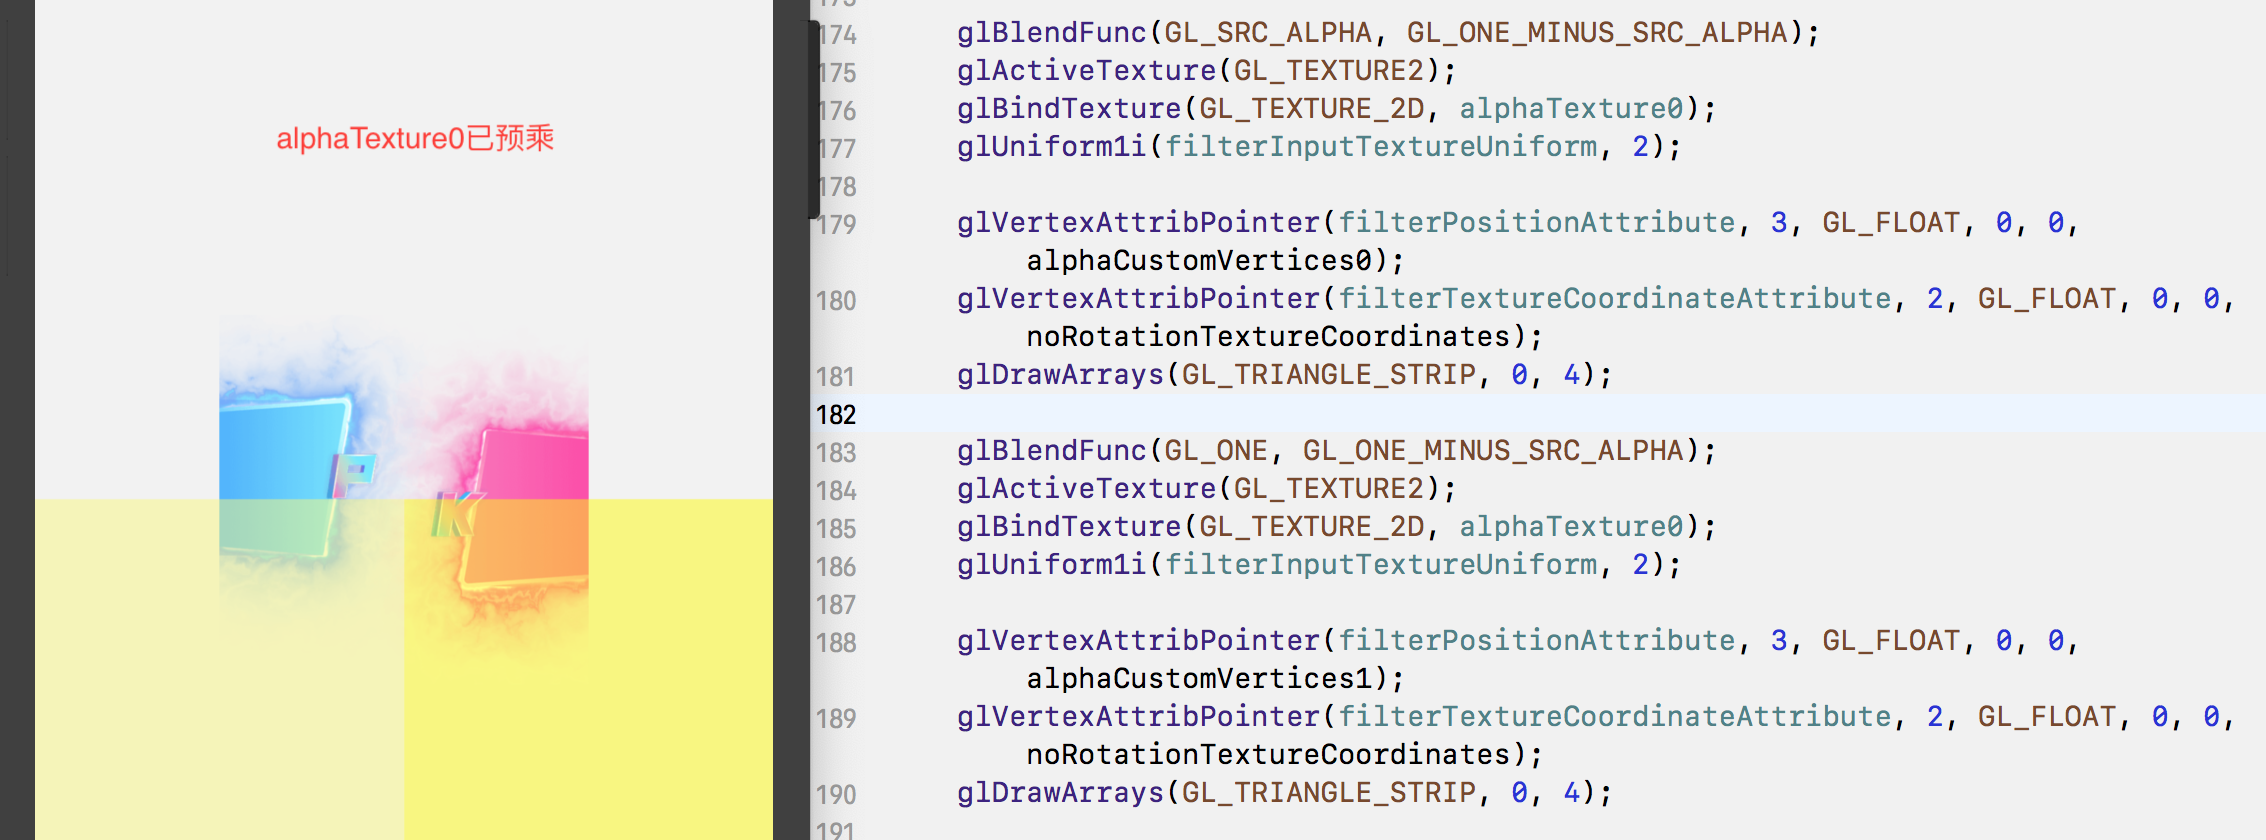 alphaTexture0已预乘
P
K
173
174 glBlendFunc(GL_SRC_ALPHA, GL_ONE_MINUS_SRC_ALPHA);
175 glActiveTexture(GL_TEXTURE2);
176 glBindTexture(GL_TEXTURE_2D, alphaTexture0);
177 glUniform1i(filterInputTextureUniform, 2);
178
179 glVertexAttribPointer(filterPositionAttribute, 3, GL_FLOAT, 0, 0,
alphaCustomVertices0);
180 glVertexAttribPointer(filterTextureCoordinateAttribute, 2, GL_FLOAT, 0, 0,
noRotationTextureCoordinates);
181 glDrawArrays(GL_TRIANGLE_STRIP, 0, 4);
182
183 glBlendFunc(GL_ONE, GL_ONE_MINUS_SRC_ALPHA);
184 glActiveTexture(GL_TEXTURE2);
185 glBindTexture(GL_TEXTURE_2D, alphaTexture0);
186 glUniform1i(filterInputTextureUniform, 2);
187
188 glVertexAttribPointer(filterPositionAttribute, 3, GL_FLOAT, 0, 0,
alphaCustomVertices1);
189 glVertexAttribPointer(filterTextureCoordinateAttribute, 2, GL_FLOAT, 0, 0,
noRotationTextureCoordinates);
190 glDrawArrays(GL_TRIANGLE_STRIP, 0, 4);
191